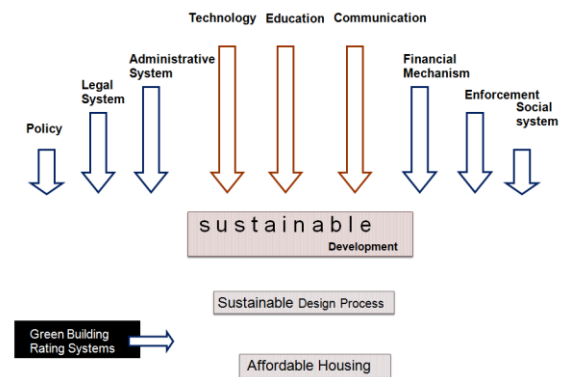 Technology Education Communication
Administrative
System
Financial
Mechanism
Legal
System
Enforcement
Social
system
Policy
sustainable
Development
Sustainable Design Process
Green Building
Rating Systems
Affordable Housing